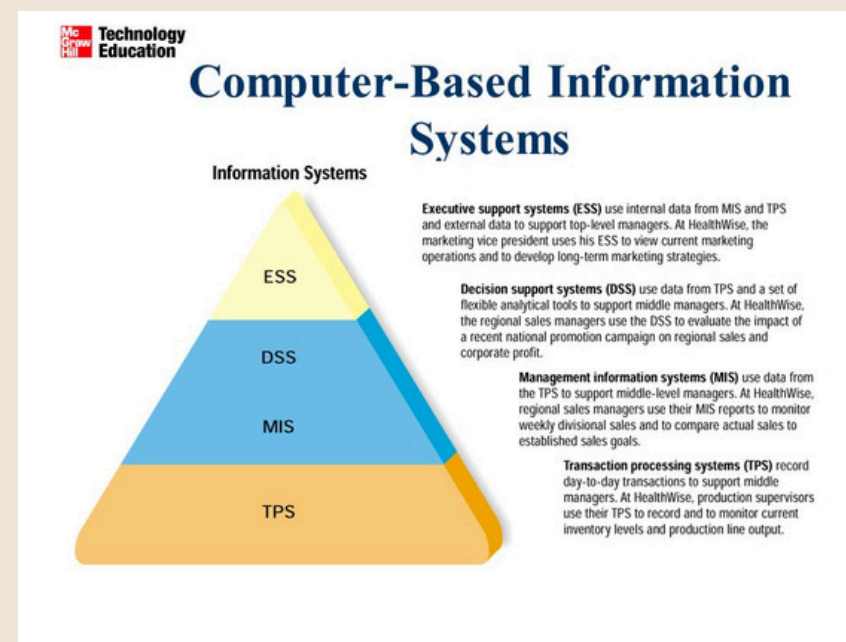 Mc
Graw
Hill
Technology
Education
Computer-Based Information
Systems
Information Systems
ESS
DSS
MIS
TPS
Executive support systems (ESS) use internal data from MIS and TPS
and external data to support top-level managers. At HealthWise, the
marketing vice president uses his ESS to view current marketing
operations and to develop long-term marketing strategies.
Decision support systems (DSS) use data from TPS and a set of
flexible analytical tools to support middle managers. At HealthWise,
the regional sales managers use the DSS to evaluate the impact of
a recent national promotion campaign on regional sales and
corporate profit.
Management information systems (MIS) use data from
the TPS to support middle-level managers. At HealthWise,
regional sales managers use their MIS reports to monitor
weekly divisional sales and to compare actual sales to
established sales goals.
Transaction processing systems (TPS) record
day-to-day transactions to support middle
managers. At HealthWise, production supervisors
use their TPS to record and to monitor current
inventory levels and production line output.